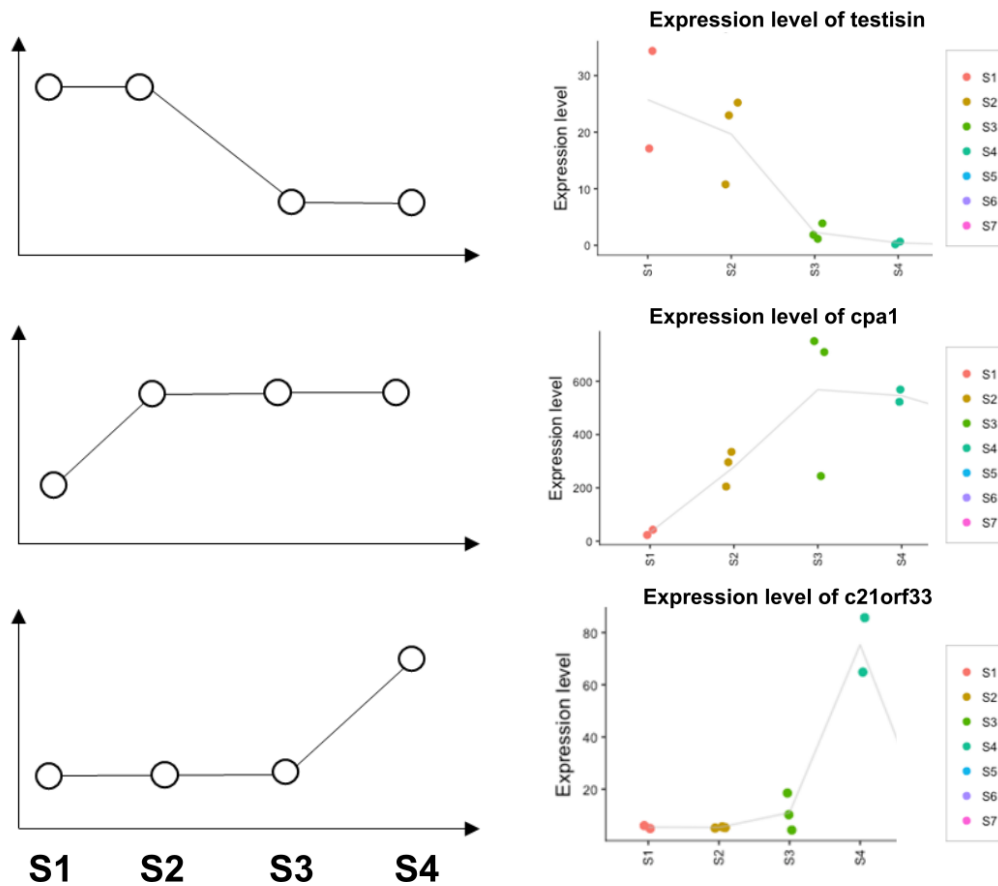 Expression level of testisin
Expression level
30
20
10
0
S1
S2
S3
S4
S1
S2
S3
S4
S5
S6
S7
Expression level of cpa1
Expression level
600
400
200
0
S1
S2
S3
S4
S1
S2
S3
S4
S5
S6
S7
Expression level of c21orf33
Expression level
80
60
40
20
S1
S2
S3
S4
S1
S2
S3
S4
S5
S6
S7
S1 S2 S3 S4